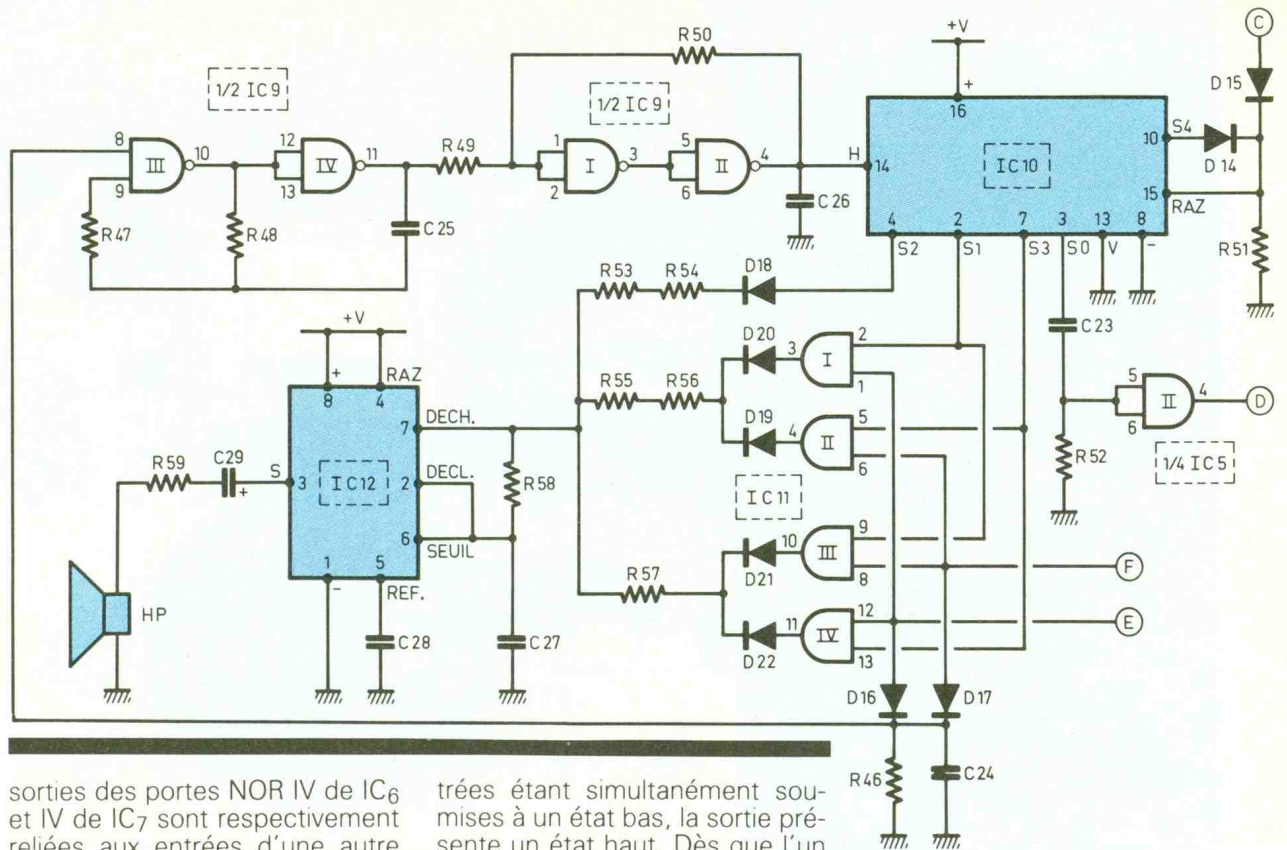 R50
+V
C
1/2 IC9
1/2 IC9
16 +
D15
8 III 10
12 IV 11
R49
1 I 3
5 II 4
H 14
IC10
10 S4
D14
9
13
2
6
15
RAZ
R47
R48
C25
C26
4 2 7 3 13 8
S2 S1 S3 S0 V -
R51
R53 R54 D18
+V
D20 3 I 2
C23
+ RAZ
1
8 4
R55 R56
5 II 4 D
DECH.
7
D19 4 II 5
6
6
R59 C29 S
+
3 IC12
DECL.
2
R58
IC11
R52
1/4 IC5
6
SEUIL
10 III 9
1 5
- REF.
R57
D21
8
F
HP
12
E
C28
C27
11 IV
D22
13
D16 D17
R46 C24
sorties des portes NOR IV de IC6
et IV de IC7 sont respectivement
reliées aux entrées d'une autre
trées étant simultanément sou-
mises à un état bas, la sortie pré-
sente un état haut. Dès que l'un